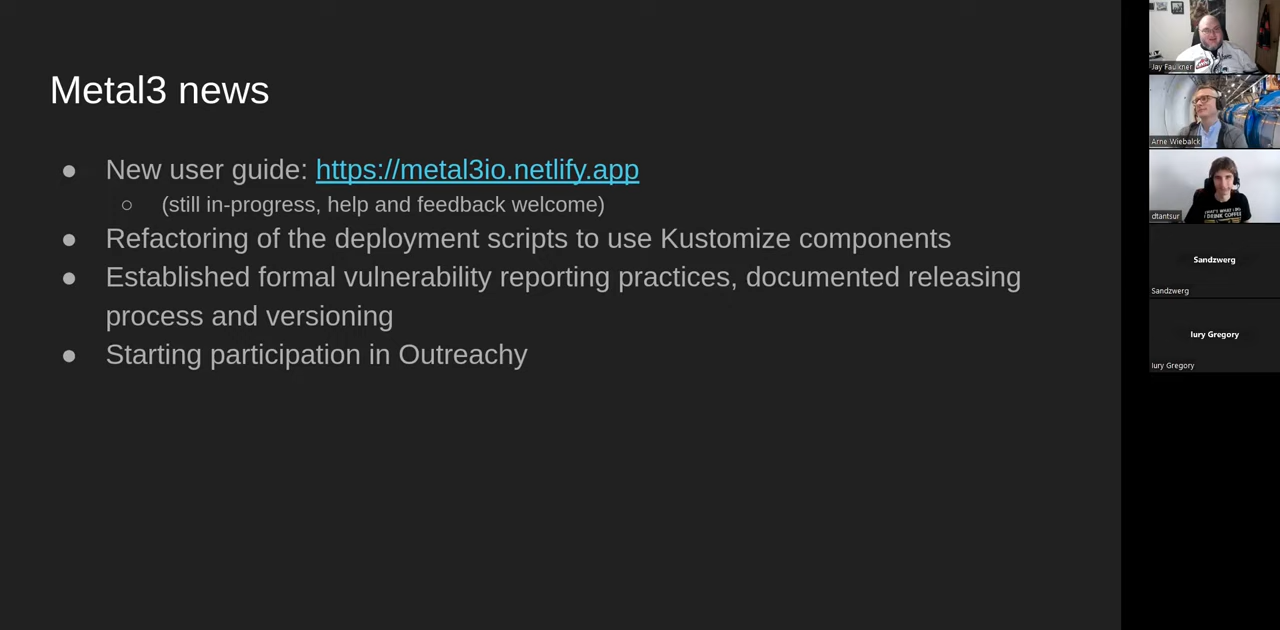 Metal3 news
● New user guide: https://metal3io.netlify.app
○ (still in-progress, help and feedback welcome)
● Refactoring of the deployment scripts to use Kustomize components
● Established formal vulnerability reporting practices, documented releasing
process and versioning
● Starting participation in Outreachy
Jay Faulkner
Arne Wiebalck
dtantsur
Sandzwerg
Sandzwerg
Iury Gregory
Iury Gregory